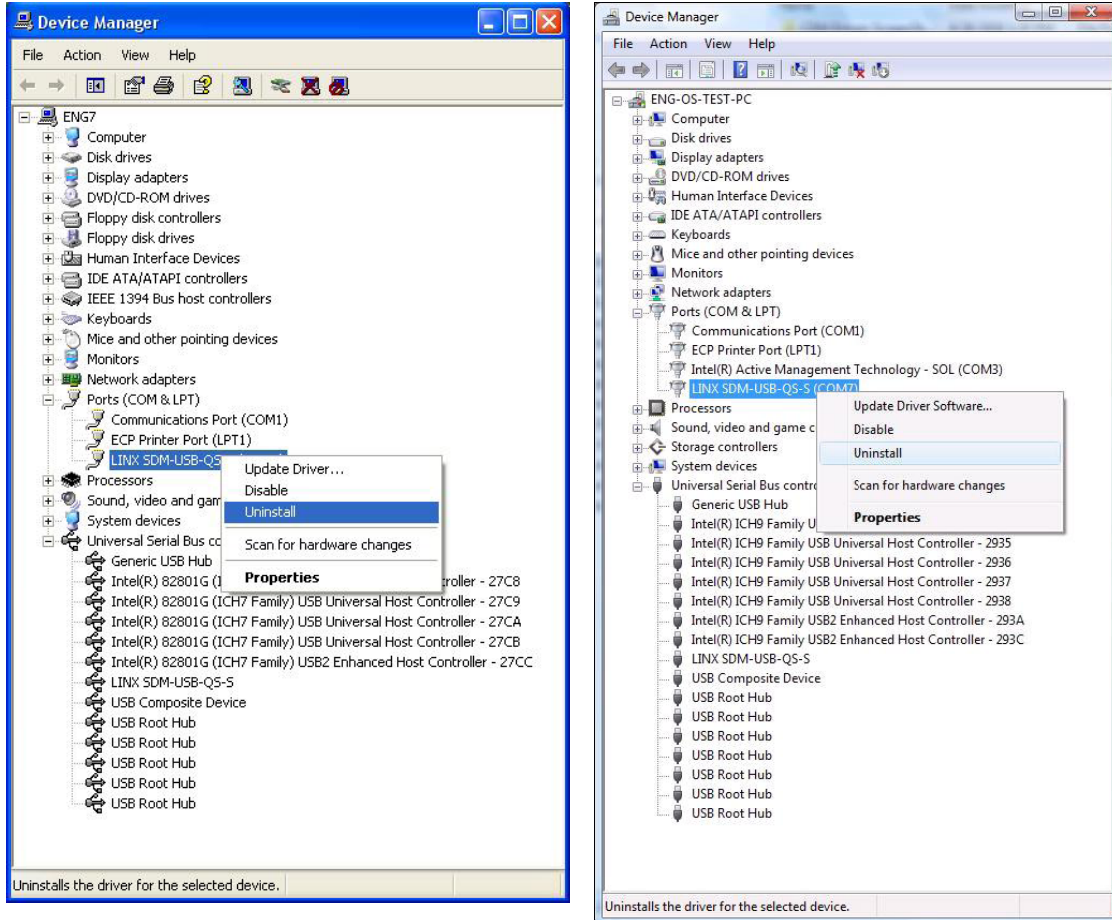 Device Manager
File Action View Help
ENG7
Computer
Disk drives
Display adapters
DVD/CD-ROM drives
Floppy disk controllers
Floppy disk drives
Human Interface Devices
IDE ATA/ATAPI controllers
IEEE 1394 Bus host controllers
Keyboards
Mice and other pointing devices
Monitors
Network adapters
Ports (COM & LPT)
Communications Port (COM1)
ECP Printer Port (LPT1)
LINX SDM-USB-QS
Processors
Sound, video and gam
System devices
Universal Serial Bus co
Generic USB Hub
Intel(R) 82801G (I troller - 27C8
Intel(R) 82801G (ICH7 Family) USB Universal Host Controller - 27C9
Intel(R) 82801G (ICH7 Family) USB Universal Host Controller - 27CA
Intel(R) 82801G (ICH7 Family) USB Universal Host Controller - 27CB
Intel(R) 82801G (ICH7 Family) USB2 Enhanced Host Controller - 27CC
LINX SDM-USB-QS-S
USB Composite Device
USB Root Hub
USB Root Hub
USB Root Hub
USB Root Hub
USB Root Hub
Update Driver...
Disable
Uninstall
Scan for hardware changes
Properties
Uninstalls the driver for the selected device.
Device Manager
File Action View Help
ENG-OS-TEST-PC
Computer
Disk drives
Display adapters
DVD/CD-ROM drives
Human Interface Devices
IDE ATA/ATAPI controllers
Keyboards
Mice and other pointing devices
Monitors
Network adapters
Ports (COM & LPT)
Communications Port (COM1)
ECP Printer Port (LPT1)
Intel(R) Active Management Technology - SOL (COM3)
LINX SDM-USB-QS-S (COM7)
Processors
Sound, video and game c
Storage controllers
System devices
Universal Serial Bus contro
Generic USB Hub
Intel(R) ICH9 Family U
Intel(R) ICH9 Family USB Universal Host Controller - 2935
Intel(R) ICH9 Family USB Universal Host Controller - 2936
Intel(R) ICH9 Family USB Universal Host Controller - 2937
Intel(R) ICH9 Family USB Universal Host Controller - 2938
Intel(R) ICH9 Family USB2 Enhanced Host Controller - 293A
Intel(R) ICH9 Family USB2 Enhanced Host Controller - 293C
LINX SDM-USB-QS-S
USB Composite Device
USB Root Hub
USB Root Hub
USB Root Hub
USB Root Hub
USB Root Hub
USB Root Hub
USB Root Hub
Update Driver Software...
Disable
Uninstall
Scan for hardware changes
Properties
Uninstalls the driver for the selected device.